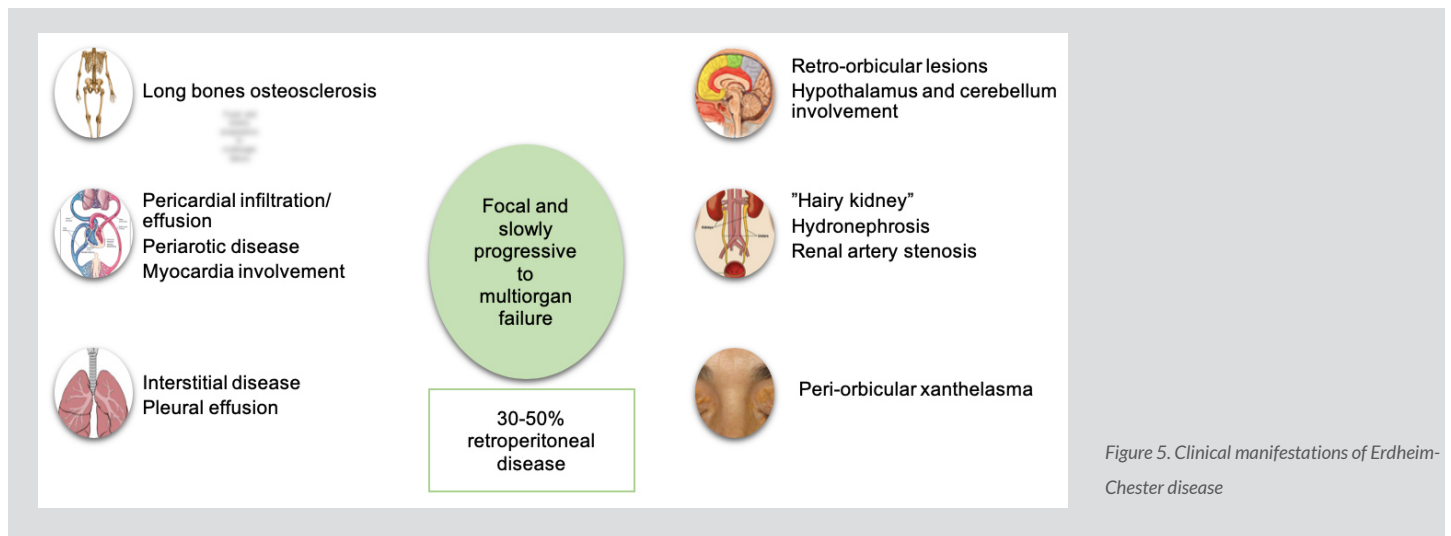 Long bones osteosclerosis
Pericardial infiltration/
effusion
Periarotic disease
Myocardia involvement
Interstitial disease
Pleural effusion
Focal and
slowly
progressive
to
multiorgan
failure
30-50%
retroperitoneal
disease
Retro-orbicular lesions
Hypothalamus and cerebellum
involvement
”Hairy kidney”
Hydronephrosis
Renal artery stenosis
Peri-orbicular xanthelasma
Figure 5. Clinical manifestations of Erdheim-
Chester disease